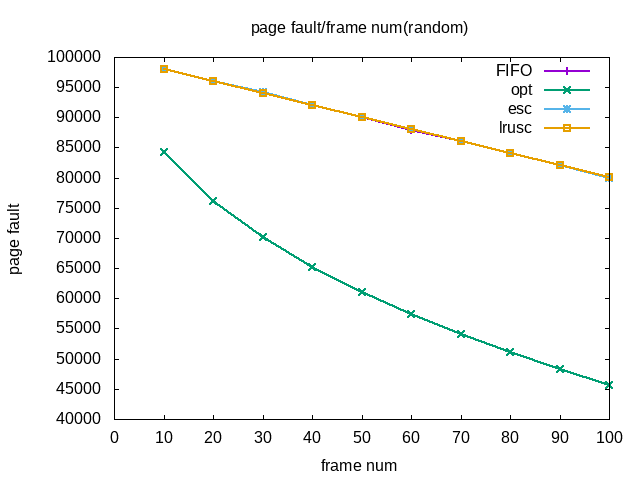 page fault/frame num(random)
100000
95000
90000
85000
80000
75000
70000
65000
60000
55000
50000
45000
40000
page fault
FIFO
opt
esc
lrusc
0 10 20 30 40 50 60 70 80 90 100
frame num